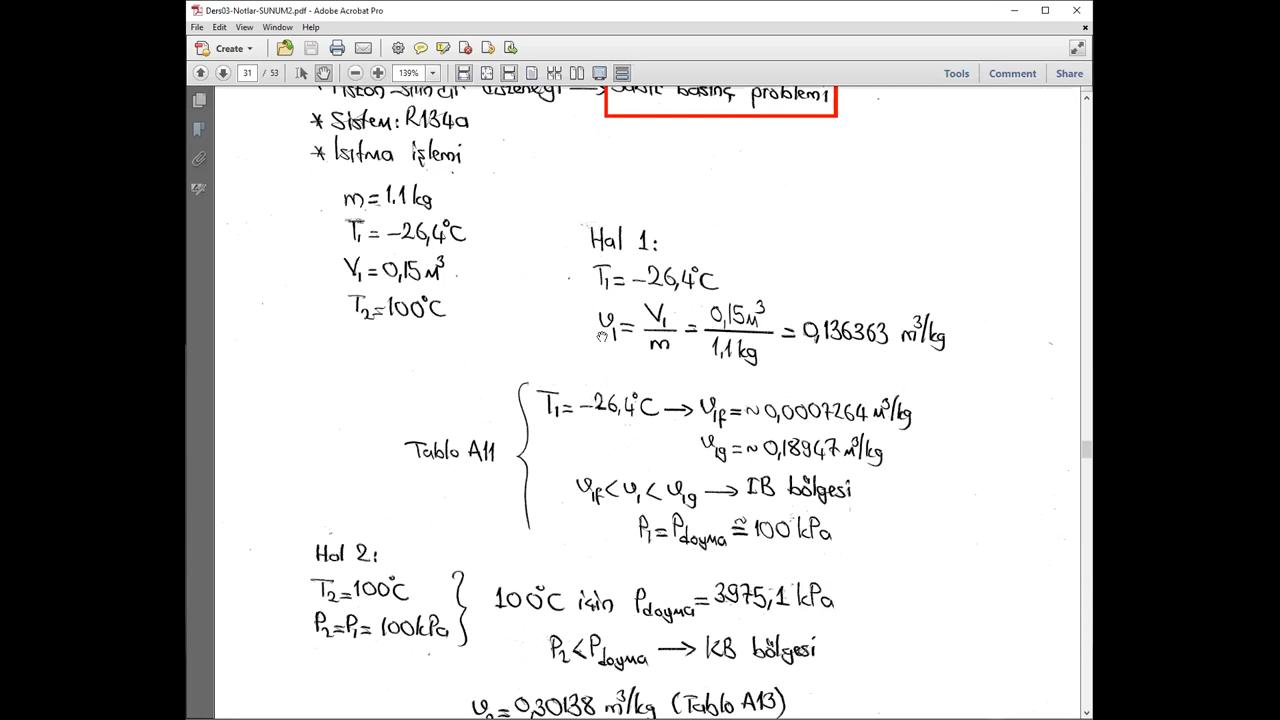 Ders03-Notlar-SUNUM2.pdf - Adobe Acrobat Pro
File Edit View Window Help
Create
31 / 53 139% Tools Comment Share
basınç problemi
* Sistem: R134a
* Isıtma işlemi
m=1.1 kg
T₁=-26,4°C
V₁=0,15 m³
T₂=100°C
Hal 1:
T₁=-26,4°C
υ₁= V₁/m = 0,15 m³/1,1 kg = 0,136363 m³/kg
Tablo A11
T₁=-26,4°C → υ₁f=~0,0007264 m³/kg
υ₁g=~0,18947 m³/kg
υ₁f<υ₁<υ₁g → IB bölgesi
P₁=Pdoyma≅100 kPa
Hal 2:
T₂=100°C
P₂=P₁=100kPa
100°C için Pdoyma=3975,1 kPa
P₂<Pdoyma → KB bölgesi
υ₂=0,30138 m³/kg (Tablo A13)